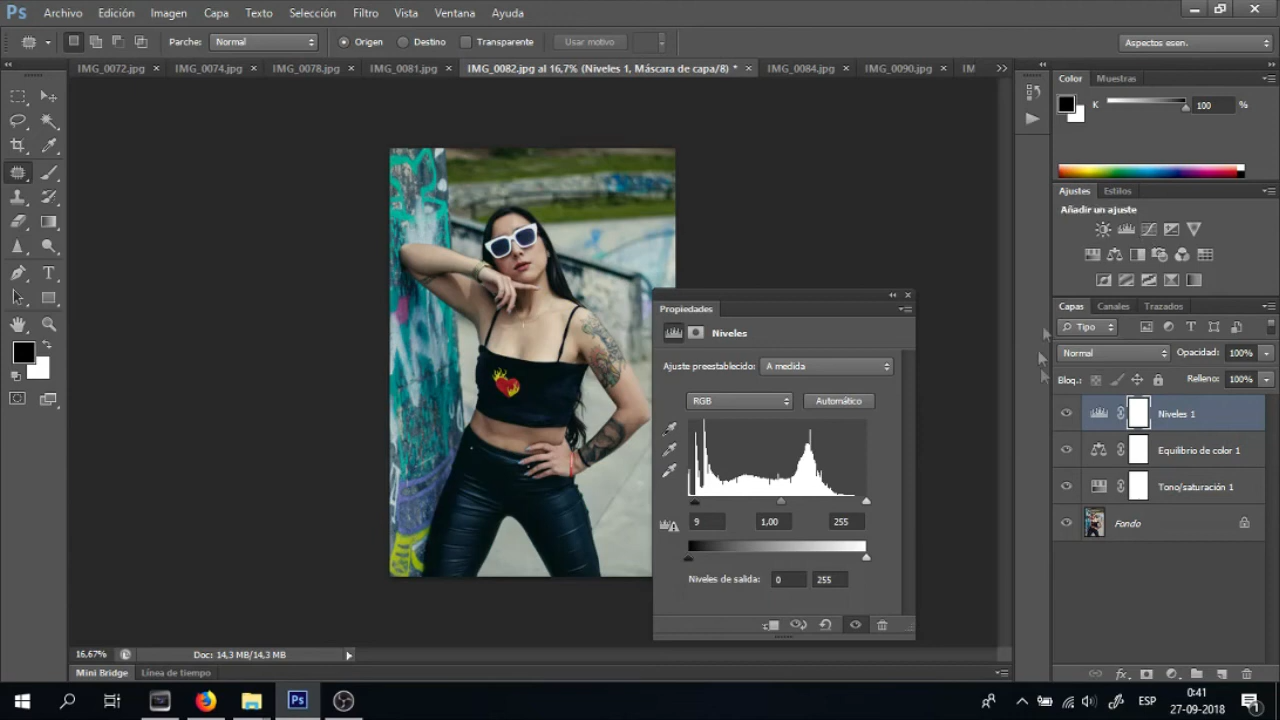 Ps Archivo Edición Imagen Capa Texto Selección Filtro Vista Ventana Ayuda
Parche: Normal Origen Destino Transparente Usar motivo Aspectos esen.
IMG_0072.jpg × IMG_0074.jpg × IMG_0078.jpg × IMG_0081.jpg × IMG_0082.jpg al 16,7% (Niveles 1, Máscara de capa/8) * × IMG_0084.jpg × IMG_0090.jpg × IM
Color Muestras
K 100 %
Ajustes Estilos
Añadir un ajuste
Capas Canales Trazados
Tipo
Normal Opacidad: 100%
Bloq.: Relleno: 100%
Niveles 1
Equilibrio de color 1
Tono/saturación 1
Fondo
Propiedades
Niveles
Ajuste preestablecido: A medida
RGB Automático
9 1,00 255
Niveles de salida: 0 255
16.67% Doc: 14,3 MB/14,3 MB
Mini Bridge Línea de tiempo
Ps ESP 0:41
27-09-2018 1